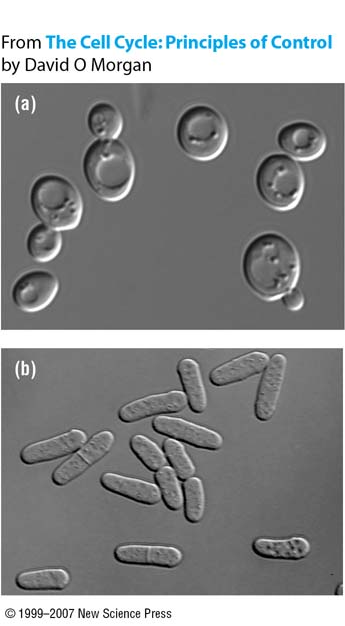 From The Cell Cycle: Principles of Control
by David O Morgan
(a)
(b)
© 1999–2007 New Science Press